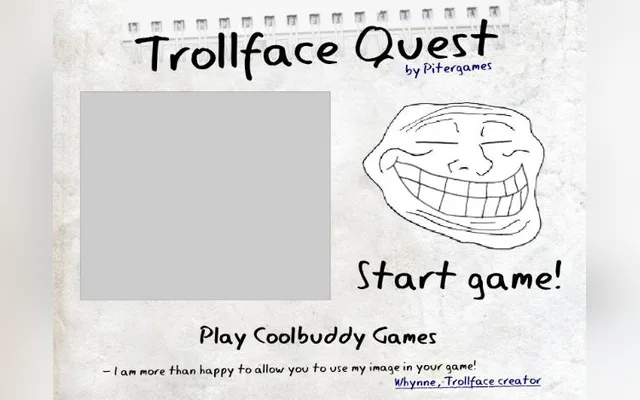 Trollface Quest
by Pitergames
Start game!
Play Coolbuddy Games
– I am more than happy to allow you to use my image in your game!
Whynne, Trollface creator